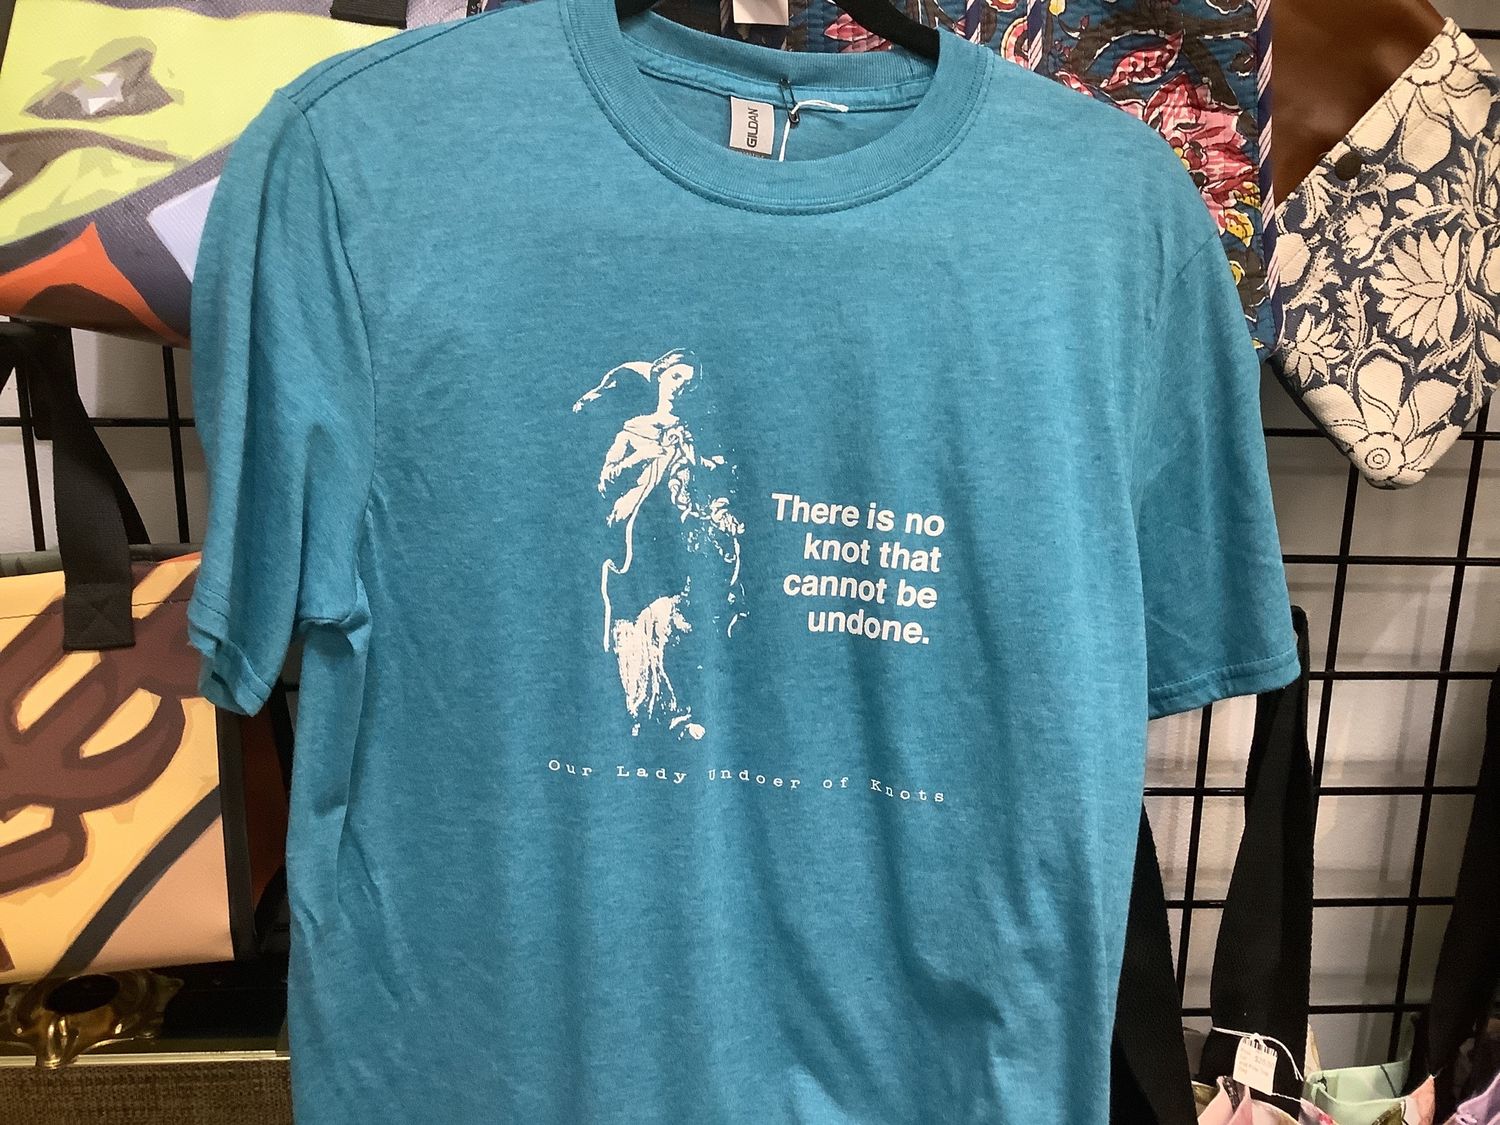 GILDAN
There is no
knot that
cannot be
undone.
Our Lady Undoer of Knots